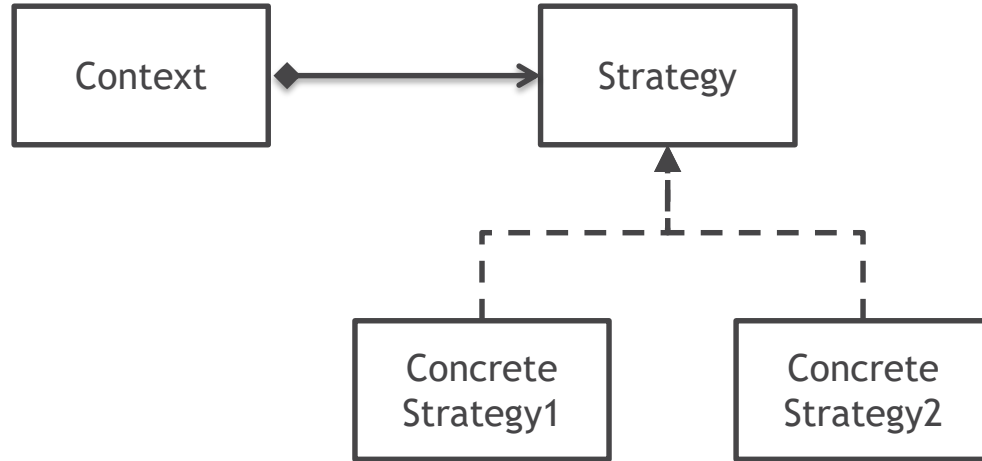 Context
Strategy
Concrete
Strategy1
Concrete
Strategy2